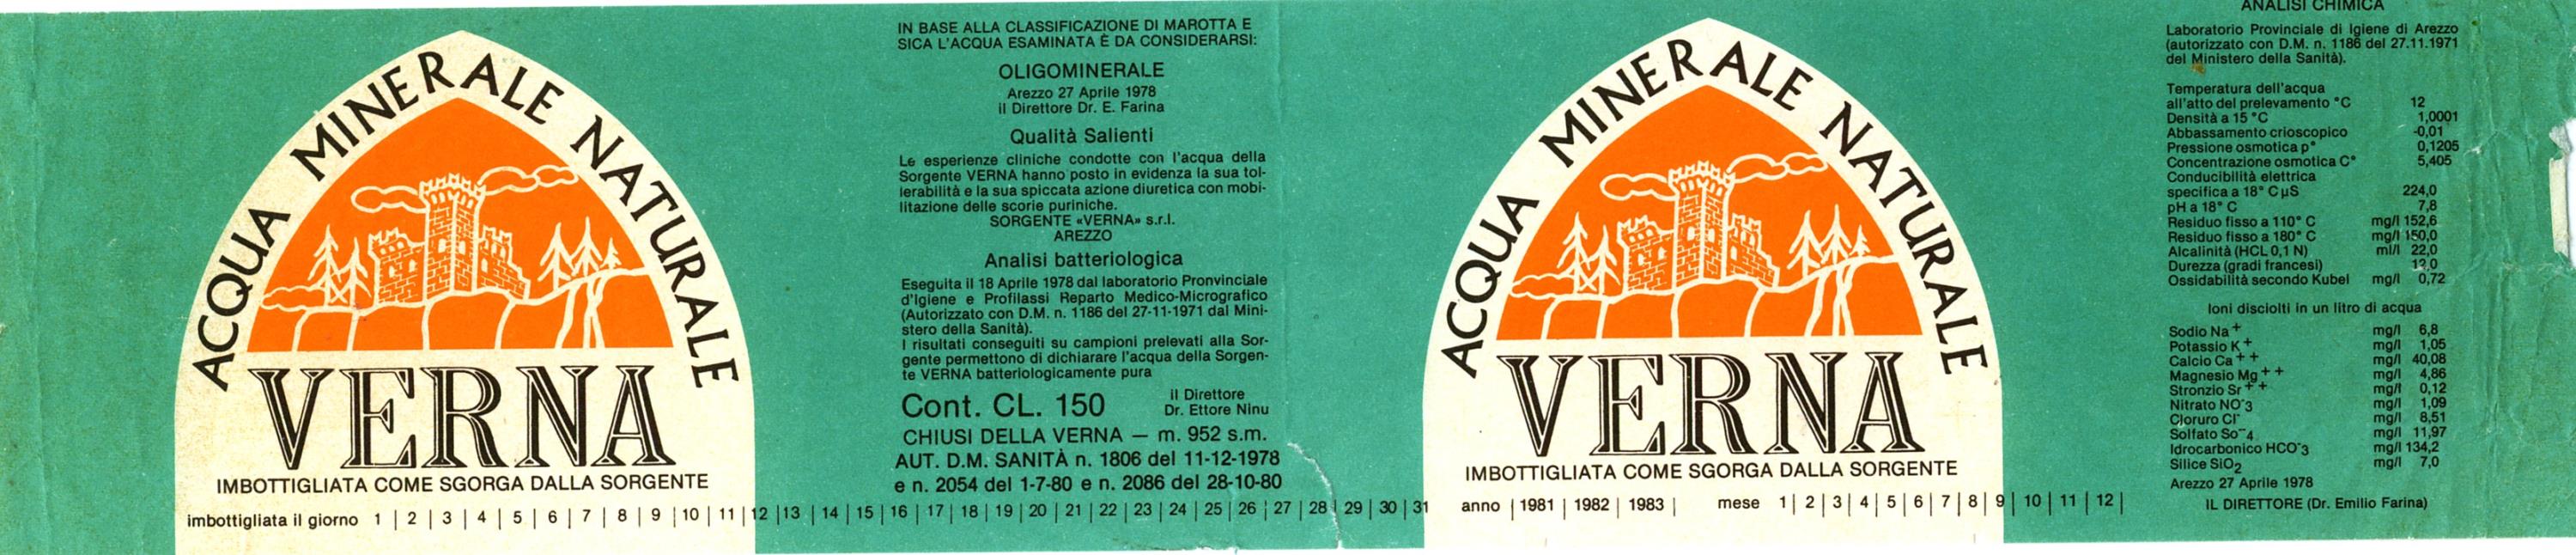 ACQUA MINERALE NATURALE
VERNA
IMBOTTIGLIATA COME SGORGA DALLA SORGENTE
imbottigliata il giorno 1 | 2 | 3 | 4 | 5 | 6 | 7 | 8 | 9 | 10 | 11 | 12 | 13 | 14 | 15 | 16 | 17 | 18 | 19 | 20 | 21 | 22 | 23 | 24 | 25 | 26 | 27 | 28 | 29 | 30 | 31
IN BASE ALLA CLASSIFICAZIONE DI MAROTTA E
SICA L'ACQUA ESAMINATA È DA CONSIDERARSI:
OLIGOMINERALE
Arezzo 27 Aprile 1978
il Direttore Dr. E. Farina
Qualità Salienti
Le esperienze cliniche condotte con l'acqua della
Sorgente VERNA hanno posto in evidenza la sua tol-
lerabilità e la sua spiccata azione diuretica con mobi-
litazione delle scorie puriniche.
SORGENTE «VERNA» s.r.l.
AREZZO
Analisi batteriologica
Eseguita il 18 Aprile 1978 dal laboratorio Pronvinciale
d'Igiene e Profilassi Reparto Medico-Micrografico
(Autorizzato con D.M. n. 1186 del 27-11-1971 dal Mini-
stero della Sanità).
I risultati conseguiti su campioni prelevati alla Sor-
gente permettono di dichiarare l'acqua della Sorgen-
te VERNA batteriologicamente pura
il Direttore
Dr. Ettore Ninu
Cont. CL. 150
CHIUSI DELLA VERNA — m. 952 s.m.
AUT. D.M. SANITÀ n. 1806 del 11-12-1978
e n. 2054 del 1-7-80 e n. 2086 del 28-10-80
ACQUA MINERALE NATURALE
VERNA
IMBOTTIGLIATA COME SGORGA DALLA SORGENTE
anno | 1981 | 1982 | 1983 | mese 1 | 2 | 3 | 4 | 5 | 6 | 7 | 8 | 9 | 10 | 11 | 12 |
ANALISI CHIMICA
Laboratorio Provinciale di Igiene di Arezzo
(autorizzato con D.M. n. 1186 del 27.11.1971
del Ministero della Sanità).
Temperatura dell'acqua
all'atto del prelevamento °C 12
Densità a 15 °C 1,0001
Abbassamento crioscopico -0,01
Pressione osmotica p° 0,1205
Concentrazione osmotica C° 5,405
Conducibilità elettrica
specifica a 18° C µS 224,0
pH a 18° C 7,8
Residuo fisso a 110° C mg/l 152,6
Residuo fisso a 180° C mg/l 150,0
Alcalinità (HCL 0,1 N) ml/l 22,0
Durezza (gradi francesi)
Ossidabilità secondo Kubel mg/l 0,72
Ioni disciolti in un litro di acqua
Sodio Na+ mg/l 6,8
Potassio K+ mg/l 1,05
Calcio Ca++ mg/l 40,08
Magnesio Mg++ mg/l 4,86
Stronzio Sr++ mg/l 0,12
Nitrato NO⁻3 mg/l 1,09
Cloruro Cl⁻ mg/l 8,51
Solfato So⁻⁻4 mg/l 11,97
Idrocarbonico HCO⁻3 mg/l 134,2
Silice SiO2 mg/l 7,0
Arezzo 27 Aprile 1978
IL DIRETTORE (Dr. Emilio Farina)